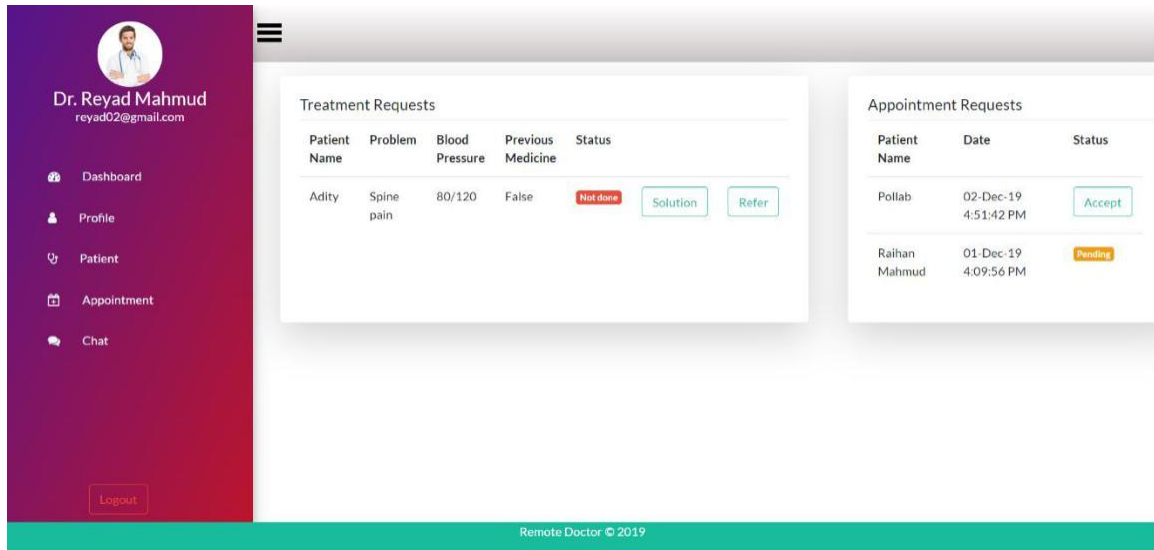 Dr. Reyad Mahmud
reyad02@gmail.com
Dashboard
Profile
Patient
Appointment
Chat
Logout
Treatment Requests
Patient Name Problem Blood Pressure Previous Medicine Status
Adity Spine pain 80/120 False Not done Solution Refer
Appointment Requests
Patient Name Date Status
Pollab 02-Dec-19 4:51:42 PM Accept
Raihan Mahmud 01-Dec-19 4:09:56 PM Pending
Remote Doctor © 2019